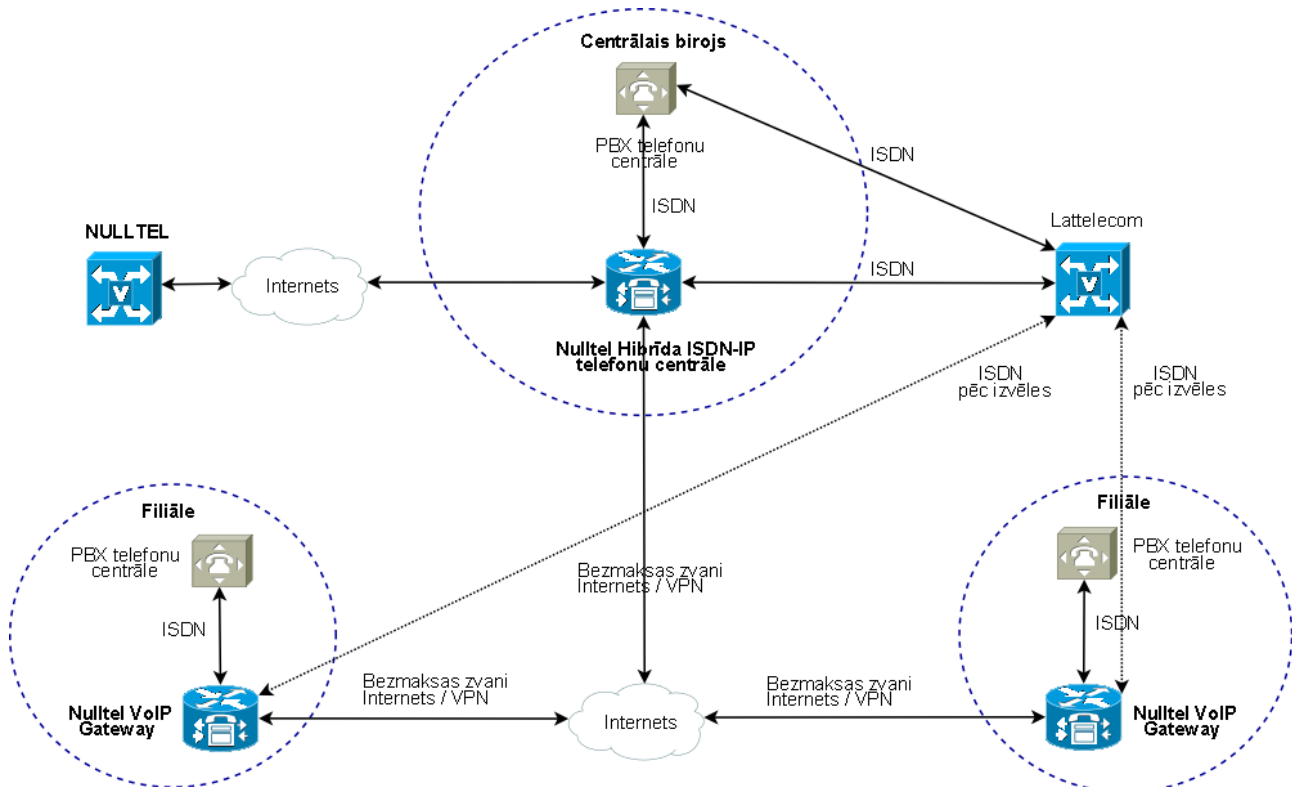 Centrālais birojs
PBX telefonu
centrāle
ISDN
ISDN
Lattelecom
NULLTEL
V
Internets
ISDN
V
Nulltel Hibrīda ISDN-IP
telefonu centrāle
ISDN
pēc izvēles
ISDN
pēc izvēles
Filiāle
PBX telefonu
centrāle
ISDN
Nulltel VoIP
Gateway
Bezmaksas zvani
Internets / VPN
Bezmaksas zvani
Internets / VPN
Internets
Bezmaksas zvani
Internets / VPN
Filiāle
PBX telefonu
centrāle
ISDN
Nulltel VoIP
Gateway